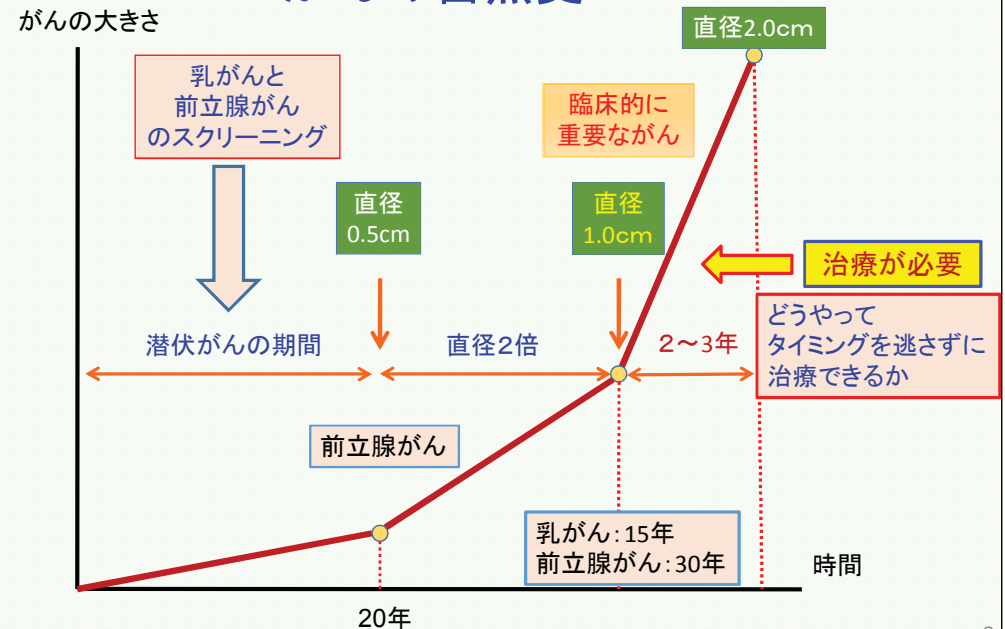 がんの大きさ
直径2.0cm
乳がんと
前立腺がん
のスクリーニング
臨床的に
重要ながん
直径
0.5cm
直径
1.0cm
治療が必要
潜伏がんの期間
直径2倍
2～3年
どうやって
タイミングを逃さずに
治療できるか
前立腺がん
乳がん：15年
前立腺がん：30年
時間
20年